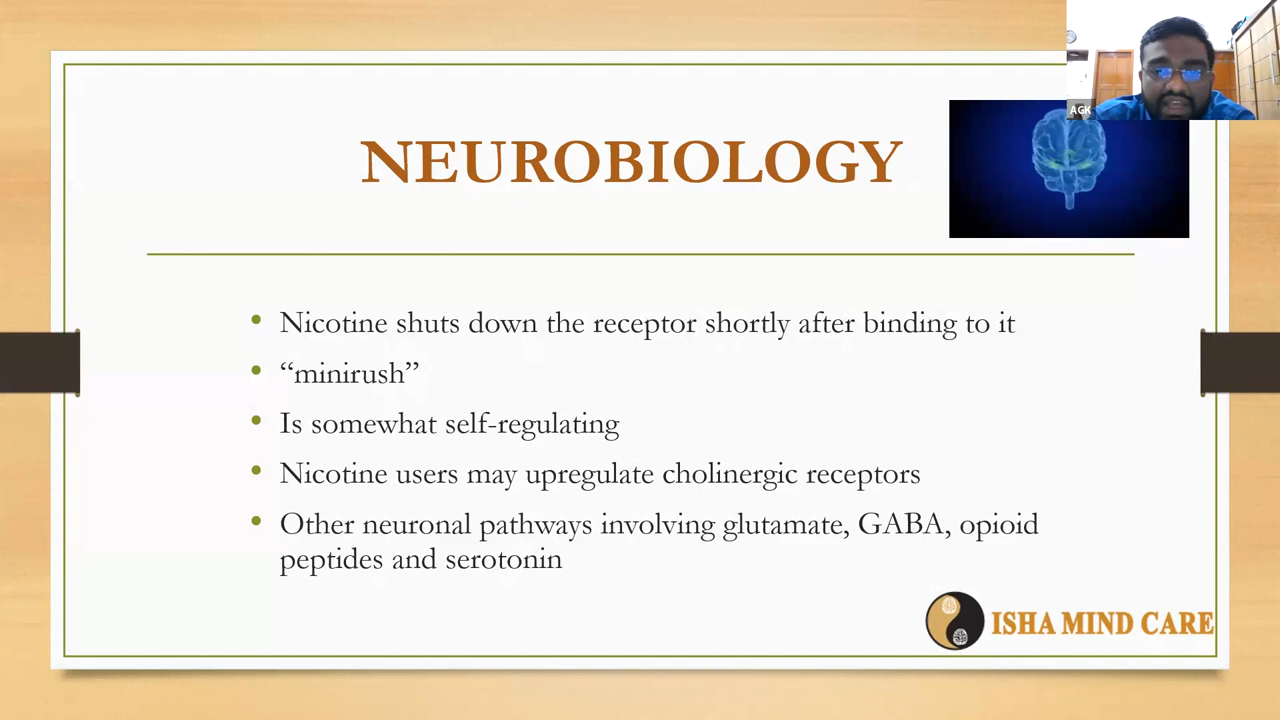 AGK
NEUROBIOLOGY
• Nicotine shuts down the receptor shortly after binding to it
• “minirush”
• Is somewhat self-regulating
• Nicotine users may upregulate cholinergic receptors
• Other neuronal pathways involving glutamate, GABA, opioid
peptides and serotonin
ISHA MIND CARE